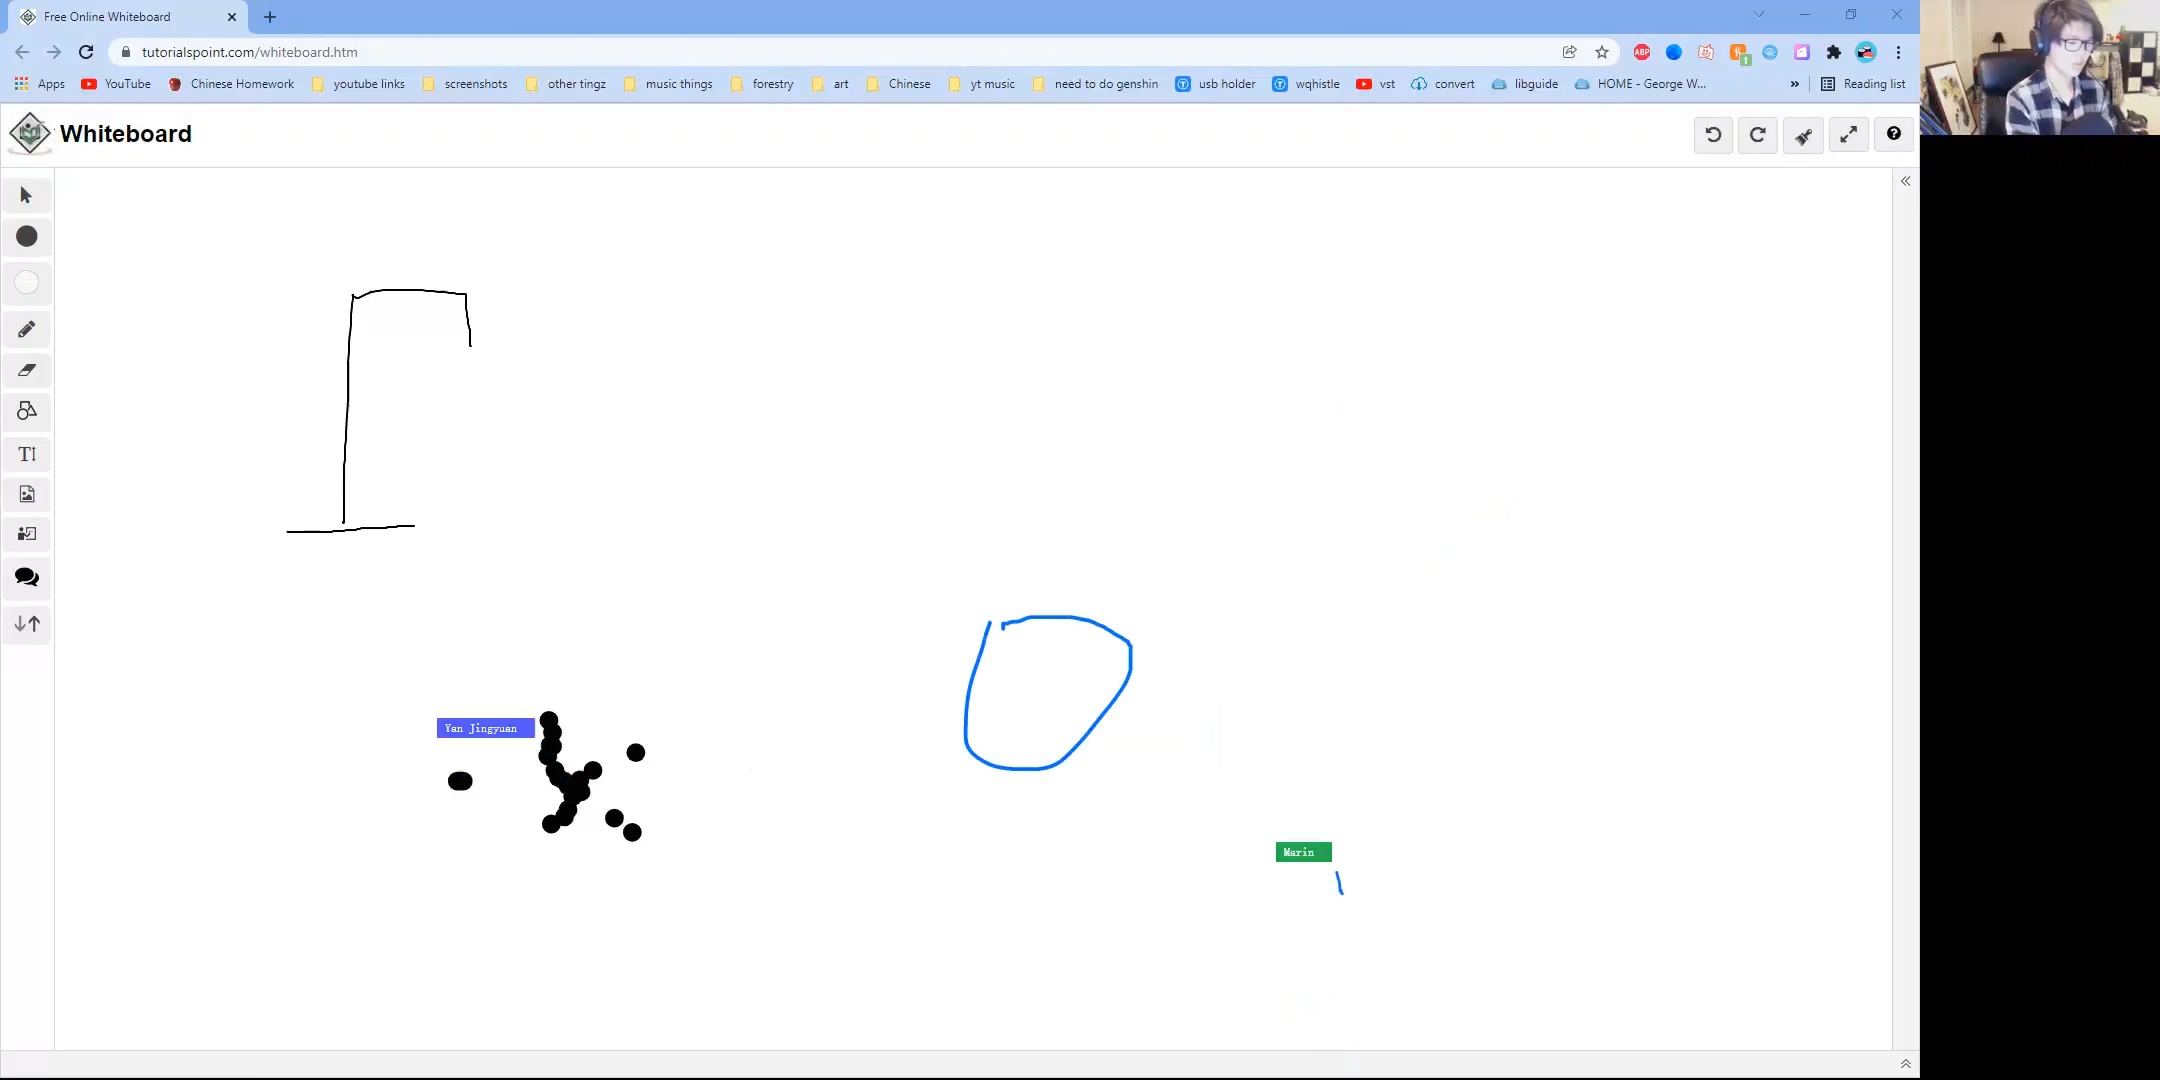 Free Online Whiteboard
tutorialspoint.com/whiteboard.htm
ABP
1
Apps YouTube Chinese Homework youtube links screenshots other tingz music things forestry art Chinese yt music need to do genshin usb holder wqhistle vst convert libguide HOME - George W... » Reading list
Whiteboard
Yan Jingyuan
Marin